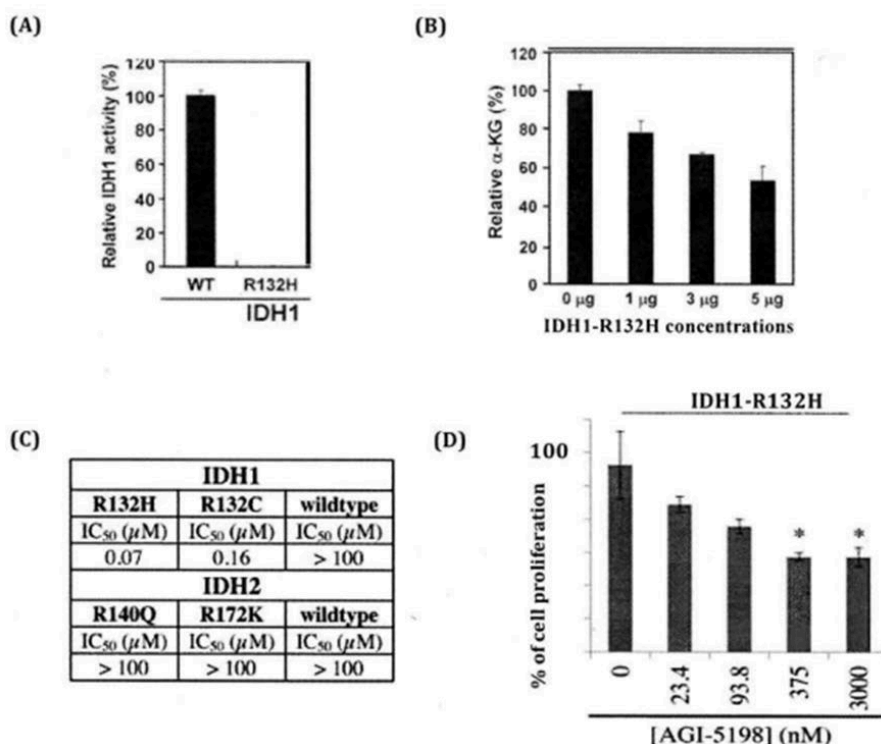 (A)
Relative IDH1 activity (%)
120
100
80
60
40
20
0
WT R132H
IDH1
(B)
Relative α-KG (%)
120
100
80
60
40
20
0
0 μg 1 μg 3 μg 5 μg
IDH1-R132H concentrations
(C)
IDH1
R132H R132C wildtype
IC50 (μM) IC50 (μM) IC50 (μM)
0.07 0.16 > 100
IDH2
R140Q R172K wildtype
IC50 (μM) IC50 (μM) IC50 (μM)
> 100 > 100 > 100
(D)
IDH1-R132H
100
% of cell proliferation
* *
0 23.4 93.8 375 3000
[AGI-5198] (nM)